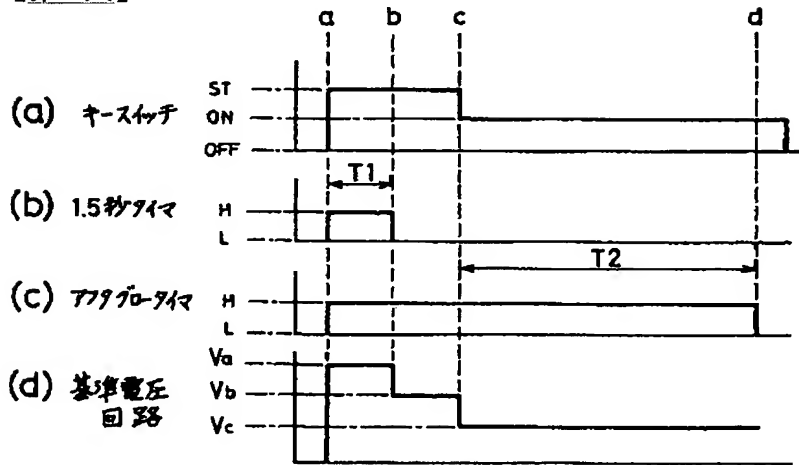 a b c d
(a) キースイッチ
ST
ON
OFF
T1
(b) 1.5秒タイマ
H
L
T2
(c) アフタグロータイマ
H
L
(d) 基準電圧
回路
Va
Vb
Vc